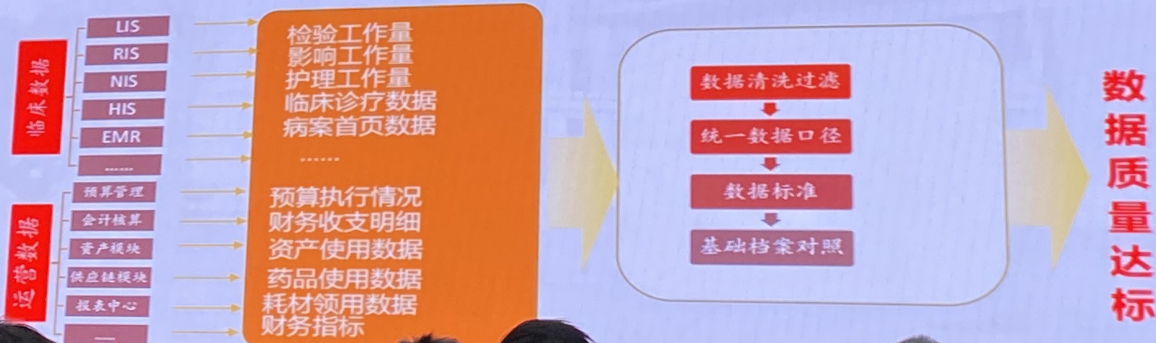 临床数据
LIS
RIS
NIS
HIS
EMR
......
运营数据
预算管理
会计核算
资产模块
供应链模块
报表中心
检验工作量
影响工作量
护理工作量
临床诊疗数据
病案首页数据
......
预算执行情况
财务收支明细
资产使用数据
药品使用数据
耗材领用数据
财务指标
数据清洗过滤
统一数据口径
数据标准
基础档案对照
数据质量达标